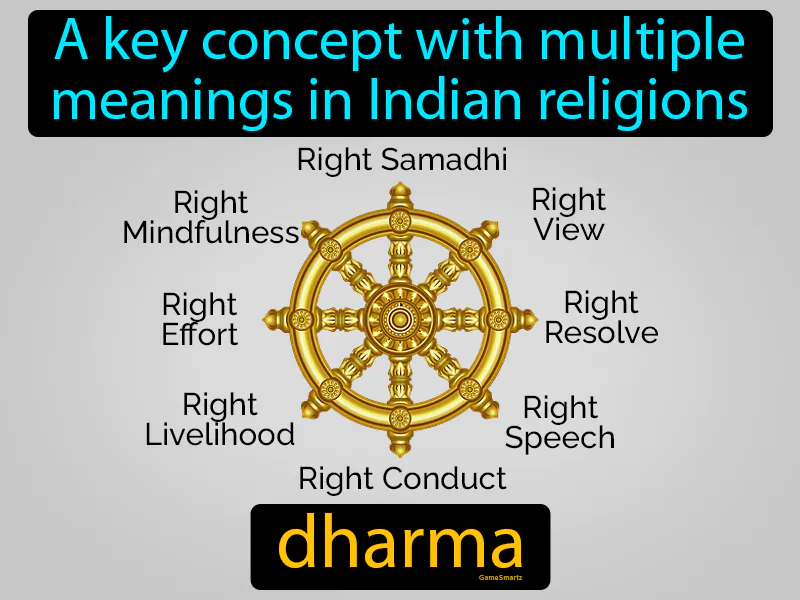 A key concept with multiple
meanings in Indian religions
Right Samadhi
Right
View
Right
Resolve
Right
Speech
Right Conduct
Right
Livelihood
Right
Effort
Right
Mindfulness
dharma
GameSmartz